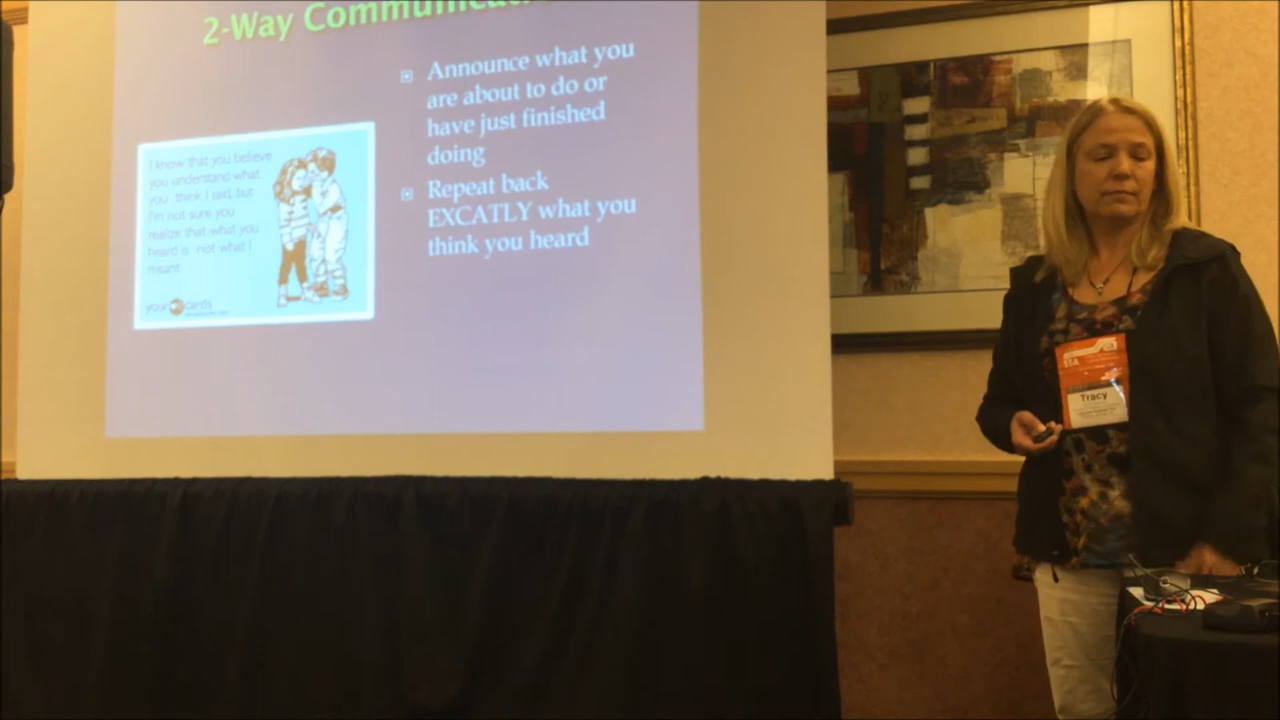 2-Way Communicati
Announce what you
are about to do or
have just finished
doing
Repeat back
EXCATLY what you
think you heard
I know that you believe
you understand what
you think I said, but
I'm not sure you
realize that what you
heard is not what I
meant
your cards
Tracy